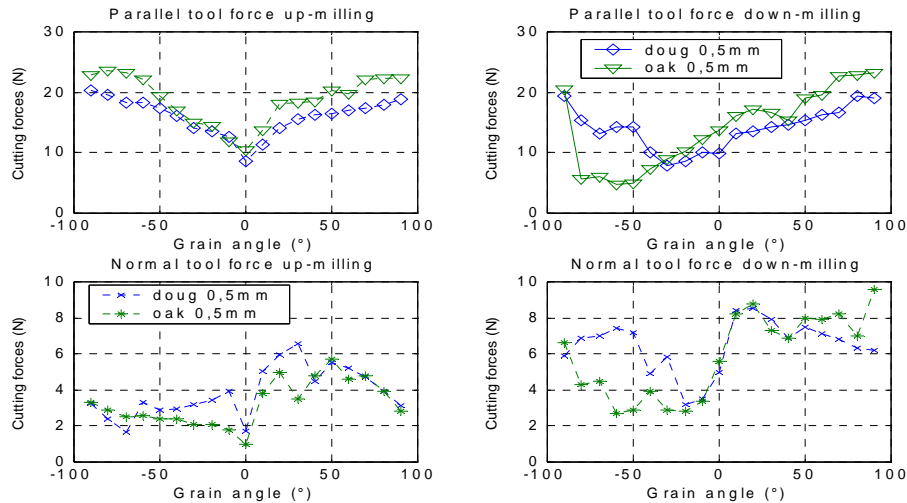 Parallel tool force up-milling
Parallel tool force down-milling
30
20
10
0
Cutting forces (N)
-100
-50
0
50
100
Grain angle (°)
30
20
10
0
Cutting forces (N)
doug 0,5mm
oak 0,5mm
-100
-50
0
50
100
Grain angle (°)
Normal tool force up-milling
Normal tool force down-milling
10
8
6
4
2
0
Cutting forces (N)
doug 0,5mm
oak 0,5mm
-100
-50
0
50
100
Grain angle (°)
10
8
6
4
2
0
Cutting forces (N)
-100
-50
0
50
100
Grain angle (°)